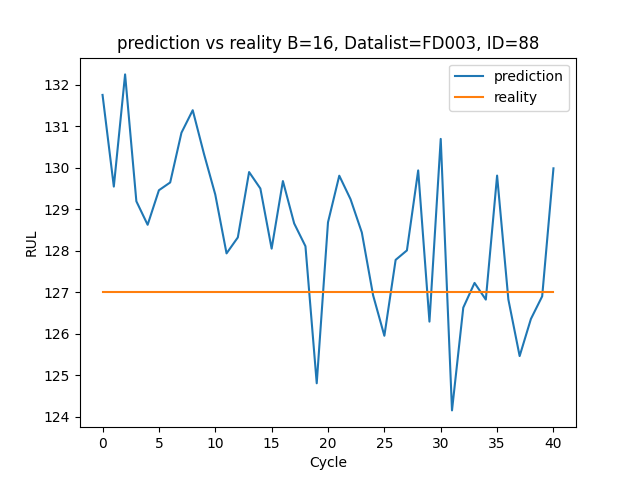 prediction vs reality B=16, Datalist=FD003, ID=88
prediction
reality
RUL
132
131
130
129
128
127
126
125
124
0 5 10 15 20 25 30 35 40
Cycle